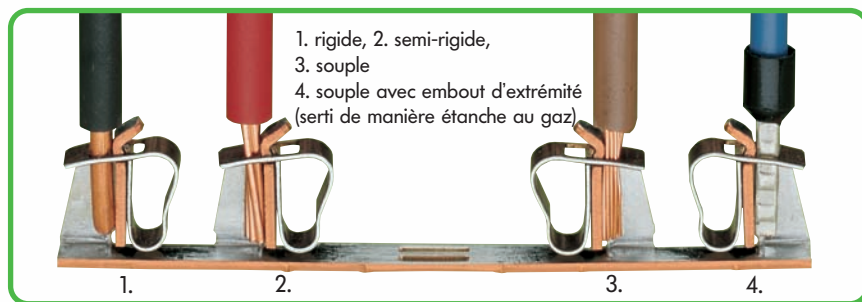 1. rigide, 2. semi-rigide,
3. souple
4. souple avec embout d'extrémité
(serti de manière étanche au gaz)
1.
2.
3.
4.